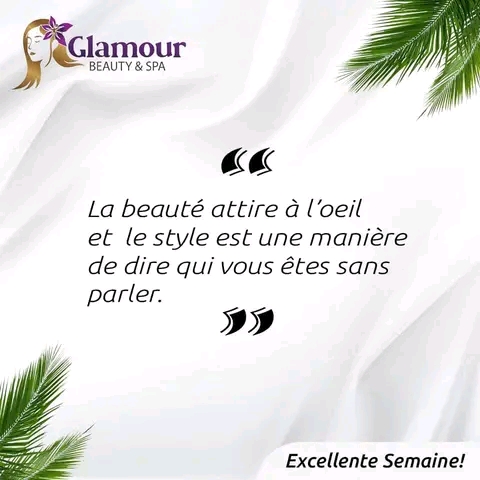 Glamour
BEAUTY & SPA
La beauté attire à l'oeil
et le style est une manière
de dire qui vous êtes sans
parler.
Excellente Semaine!